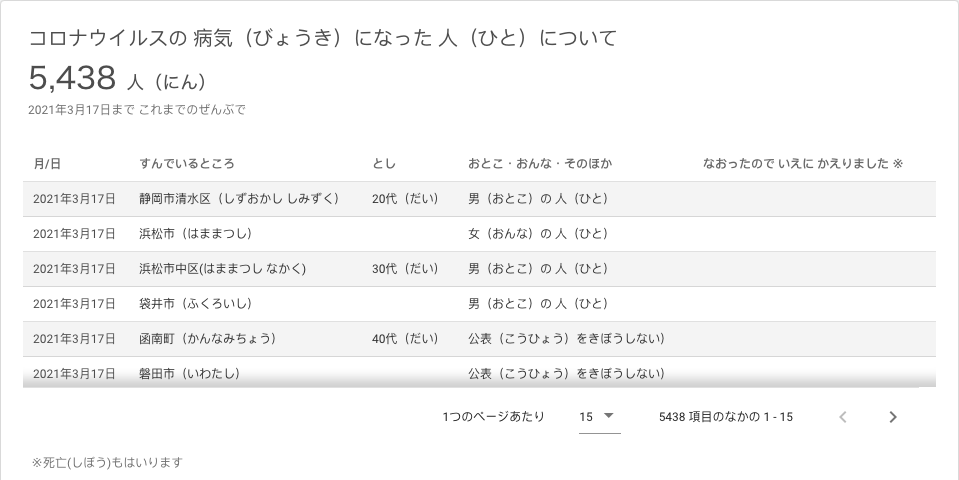 コロナウイルスの 病気（びょうき）になった 人（ひと）について
5,438 人（にん）
2021年3月17日まで これまでのぜんぶで
月/日 すんでいるところ とし おとこ・おんな・そのほか なおったので いえに かえりました ※
2021年3月17日 静岡市清水区（しずおかし しみずく） 20代（だい） 男（おとこ）の 人（ひと）
2021年3月17日 浜松市（はままつし） 女（おんな）の 人（ひと）
2021年3月17日 浜松市中区(はままつし なかく) 30代（だい） 男（おとこ）の 人（ひと）
2021年3月17日 袋井市（ふくろいし） 男（おとこ）の 人（ひと）
2021年3月17日 函南町（かんなみちょう） 40代（だい） 公表（こうひょう）をきぼうしない）
2021年3月17日 磐田市（いわたし） 公表（こうひょう）をきぼうしない）
1つのページあたり 15 5438 項目のなかの 1 - 15
※死亡(しぼう)もはいります